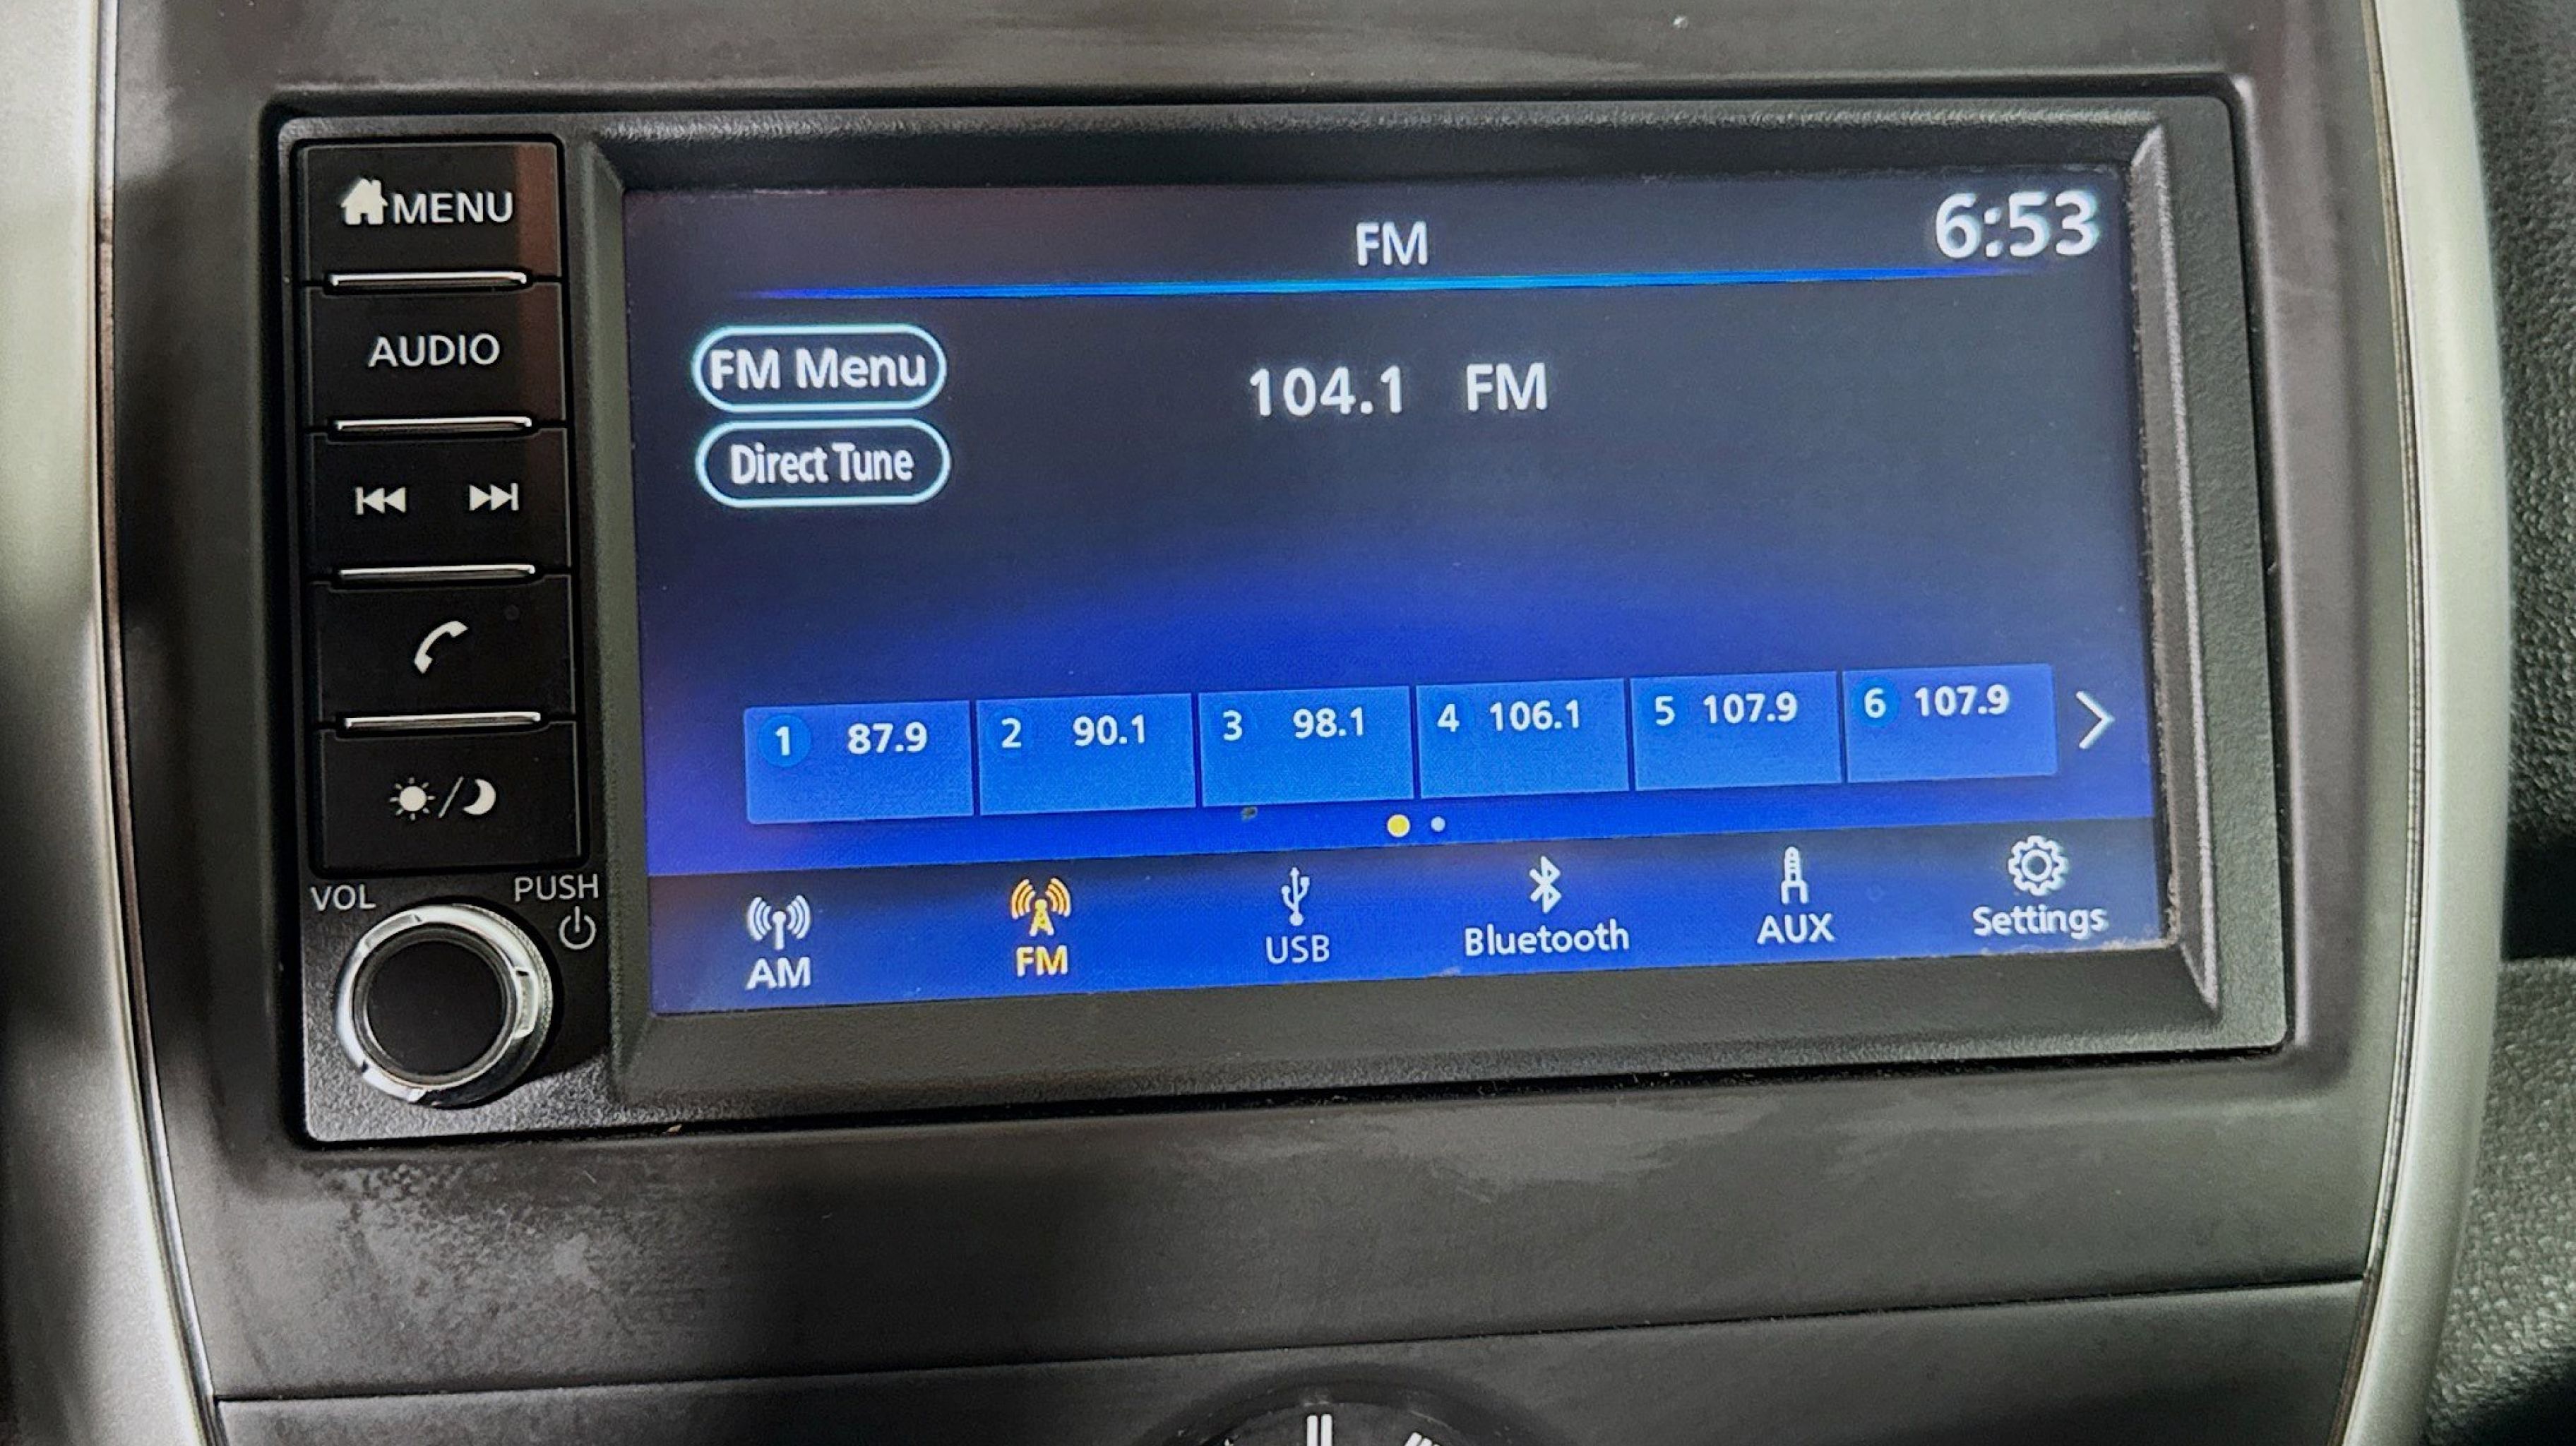 MENU
AUDIO
VOL
PUSH
FM
6:53
FM Menu
104.1 FM
Direct Tune
1 87.9
2 90.1
3 98.1
4 106.1
5 107.9
6 107.9
AM
FM
USB
Bluetooth
AUX
Settings